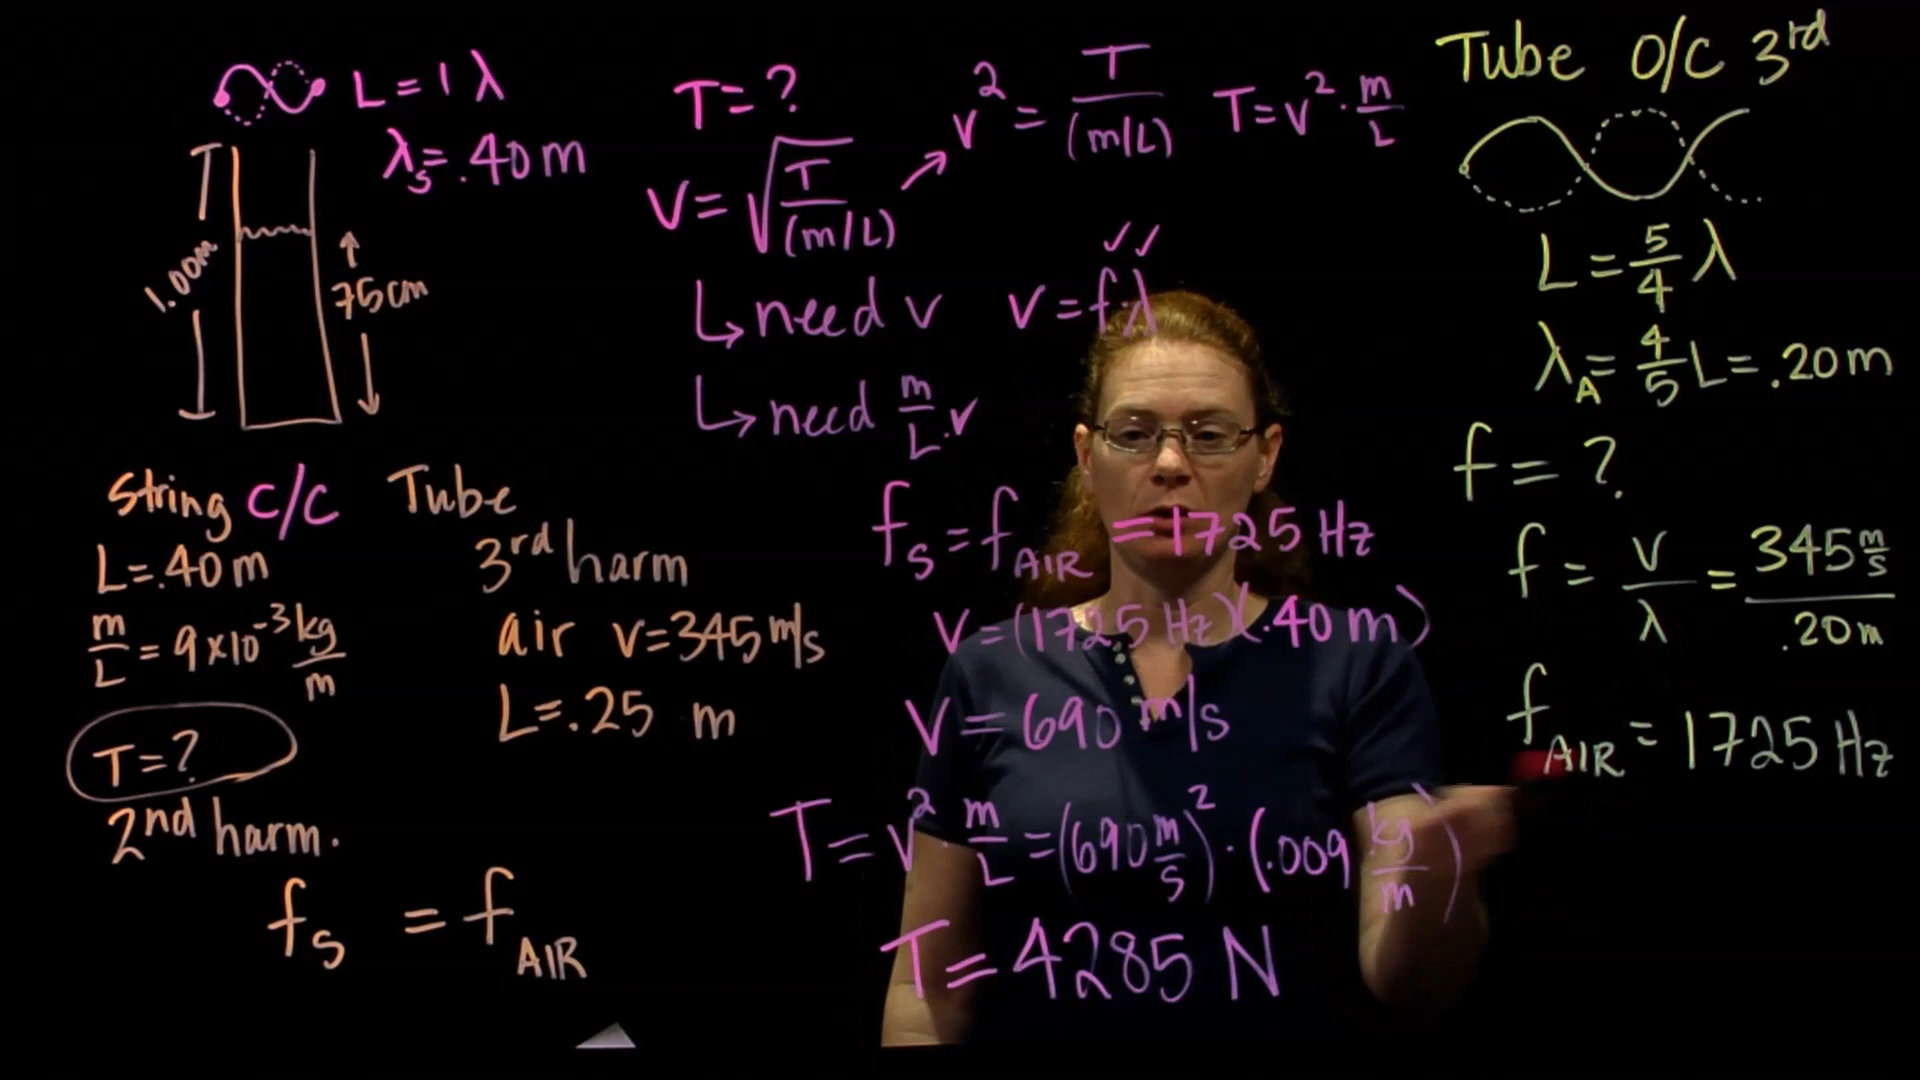 L = 1 λ
λs = .40 m
T
1.00m
75cm
String C/C
L = .40 m
m/L = 9×10⁻³ kg/m
T = ?
2nd harm.
fs = fAIR
Tube
3rd harm
air v = 345 m/s
L = .25 m
T = ?
v = √(T/(m/L))
v² = T/(m/L)
T = v² · m/L
↳ need v
v = f λ
✓✓
↳ need m/L ·v
fs = fAIR = 1725 Hz
v = (1725 Hz)(.40 m)
v = 690 m/s
T = v² · m/L = (690 m/s)² · (.009 kg/m)
T = 4285 N
Tube O/C 3rd
L = 5/4 λ
λA = 4/5 L = .20 m
f = ?
f = v/λ = 345 m/s / .20 m
fAIR = 1725 Hz